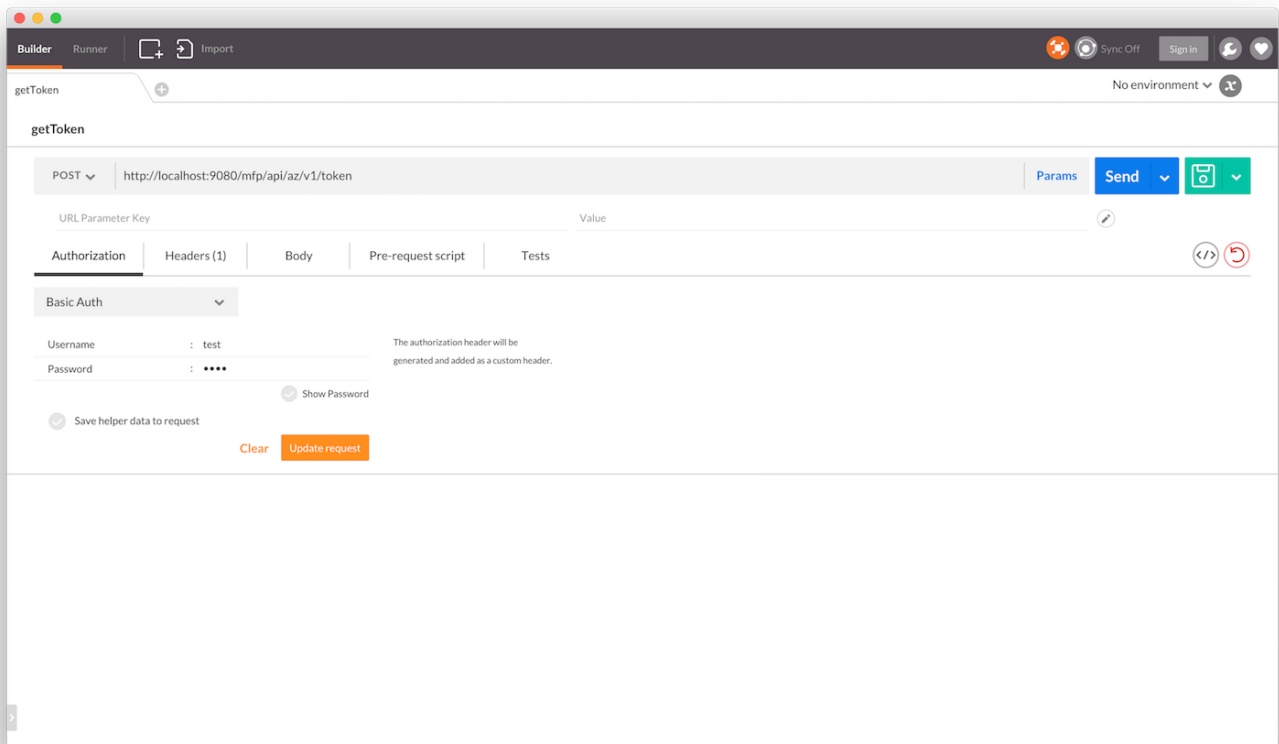 Builder Runner Import Sync Off Sign in
getToken No environment
getToken
POST http://localhost:9080/mfp/api/az/v1/token Params Send
URL Parameter Key Value
Authorization Headers (1) Body Pre-request script Tests
Basic Auth
Username : test
The authorization header will be
generated and added as a custom header.
Password : ••••
Show Password
Save helper data to request
Clear Update request